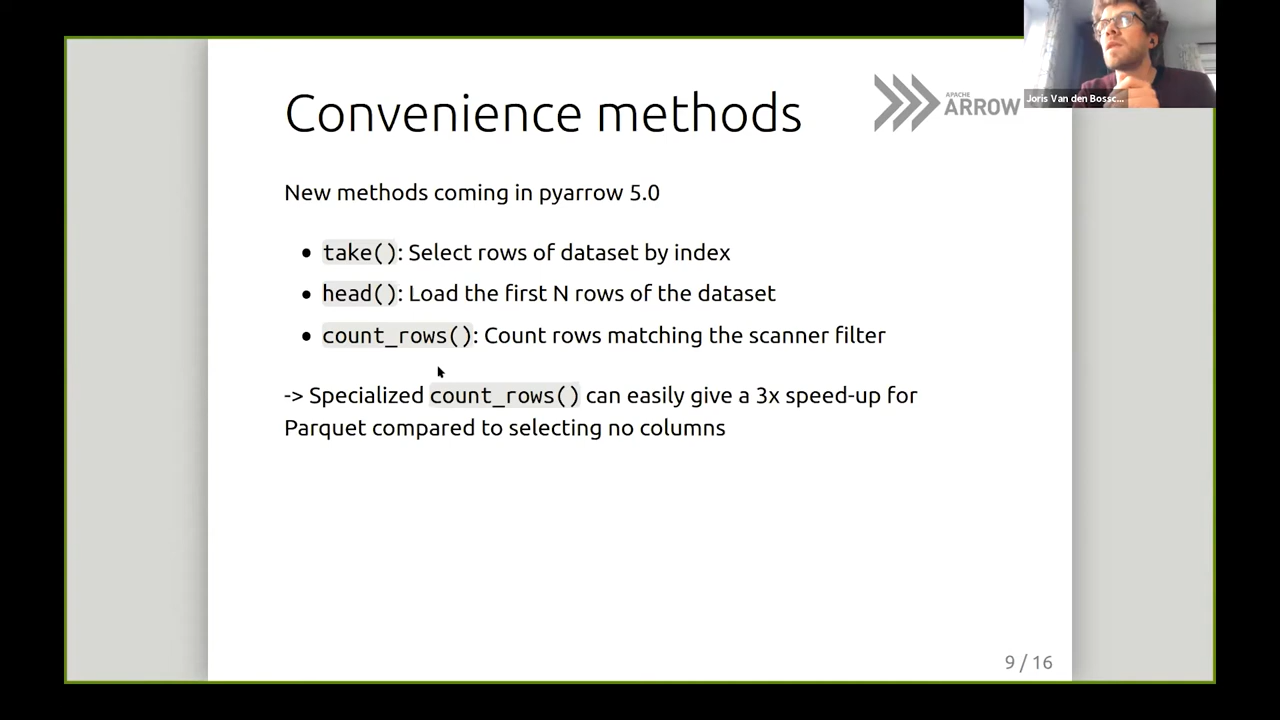 Convenience methods
APACHE
ARROW
Joris Van den Bossc...
New methods coming in pyarrow 5.0
• take(): Select rows of dataset by index
• head(): Load the first N rows of the dataset
• count_rows(): Count rows matching the scanner filter
-> Specialized count_rows() can easily give a 3x speed-up for
Parquet compared to selecting no columns
9 / 16